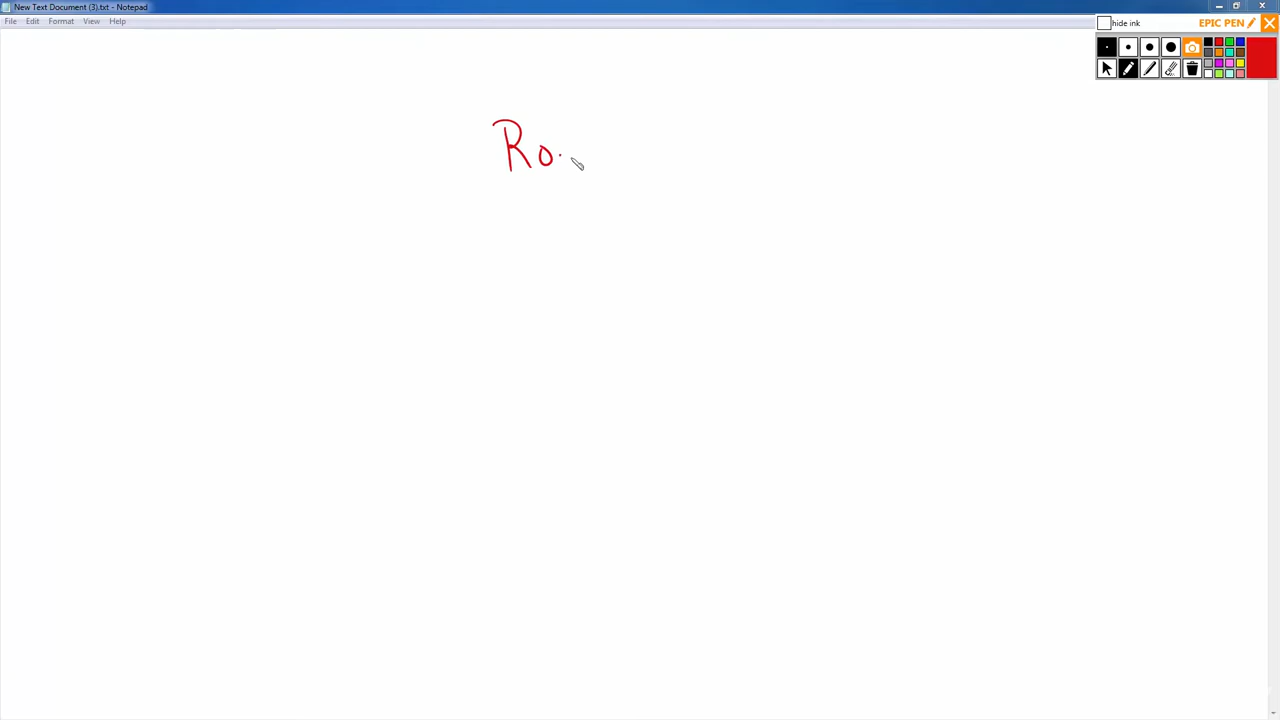 New Text Document (3).txt - Notepad
File Edit Format View Help
hide ink
EPIC PEN
Ro.